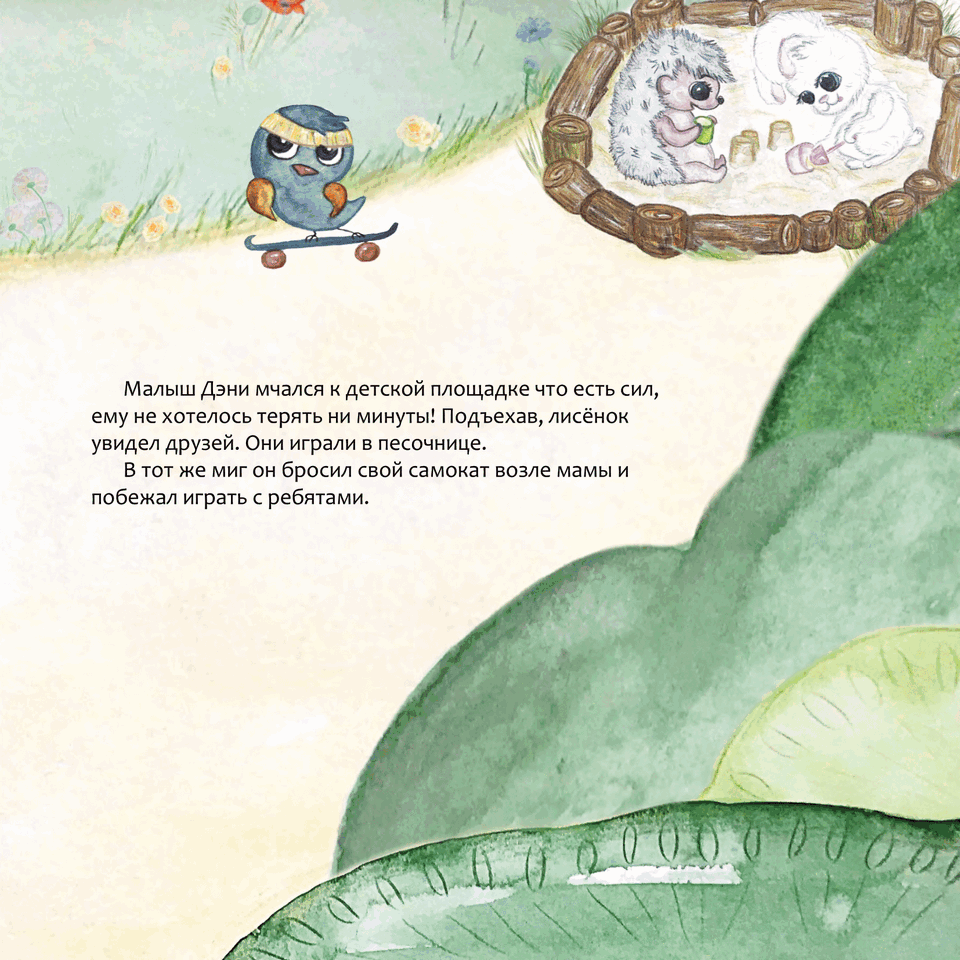 Малыш Дэни мчался к детской площадке что есть сил,
ему не хотелось терять ни минуты! Подъехав, лисёнок
увидел друзей. Они играли в песочнице.
В тот же миг он бросил свой самокат возле мамы и
побежал играть с ребятами.